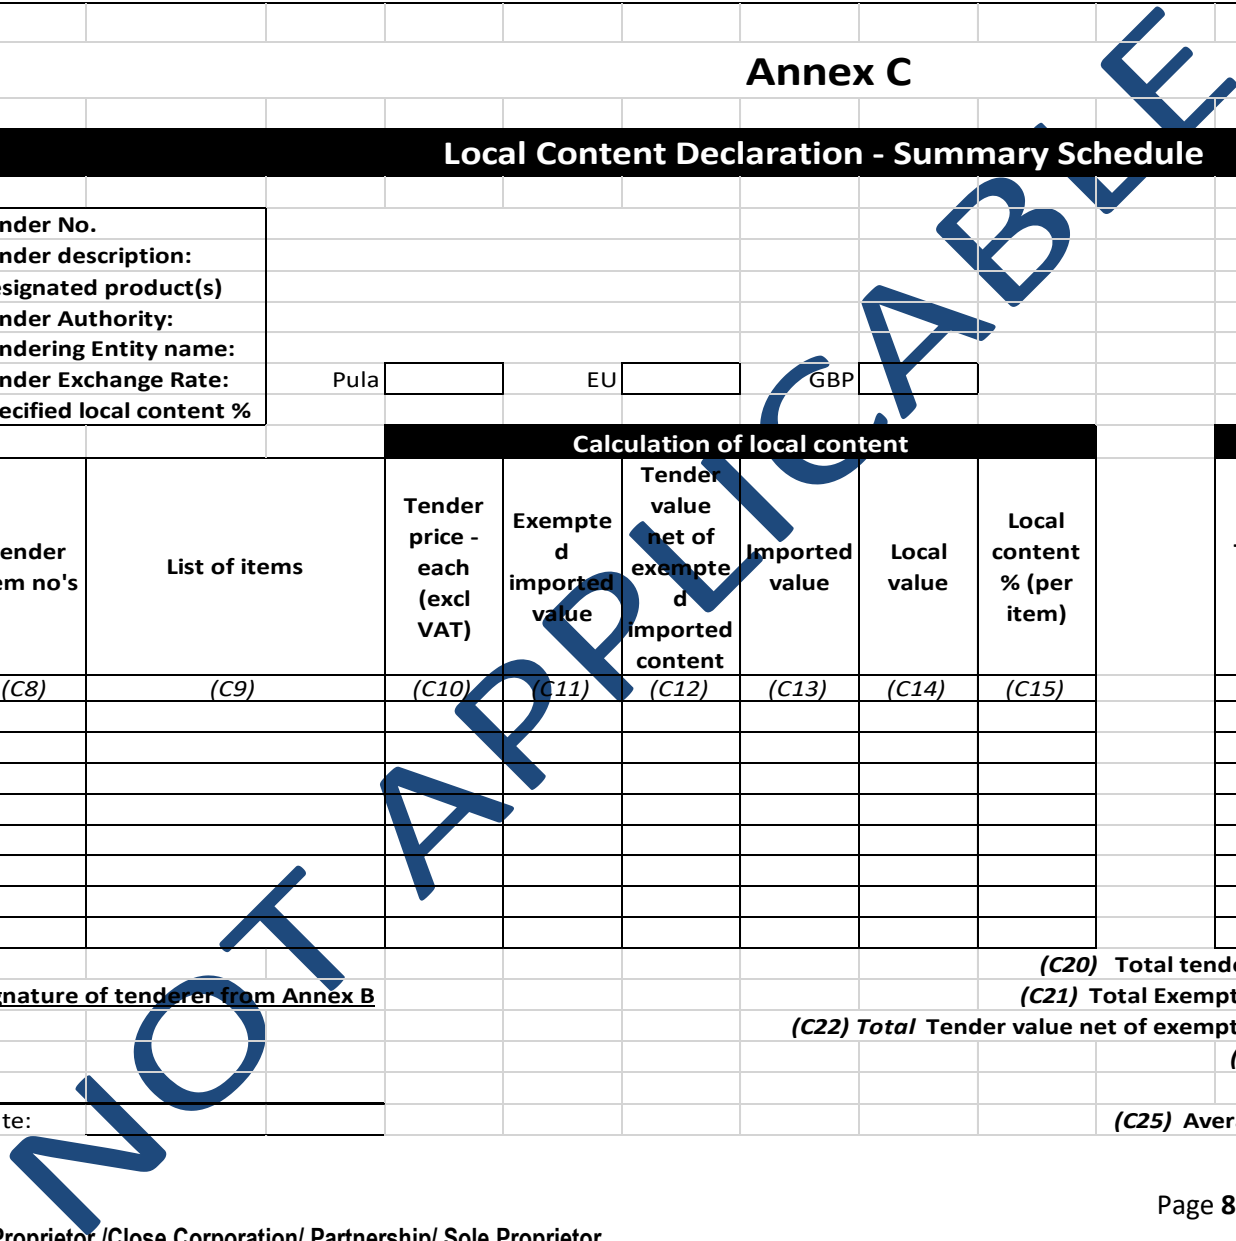 Annex C
Local Content Declaration - Summary Schedule
nder No.
nder description:
esignated product(s)
nder Authority:
ndering Entity name:
nder Exchange Rate: Pula EU GBP
ecified local content %
Calculation of local content
ender
em no's
List of items
Tender
price -
each
(excl
VAT)
Exempte
d
imported
value
Tender
value
net of
exempte
d
imported
content
Imported
value
Local
value
Local
content
% (per
item)
(C8) (C9) (C10) (C11) (C12) (C13) (C14) (C15)
(C20) Total tende
gnature of tenderer from Annex B
(C21) Total Exempt
(C22) Total Tender value net of exempt
te:
(C25) Aver
NOT APPLICABLE
Page 8
Proprietor /Close Corporation/ Partnership/ Sole Proprietor